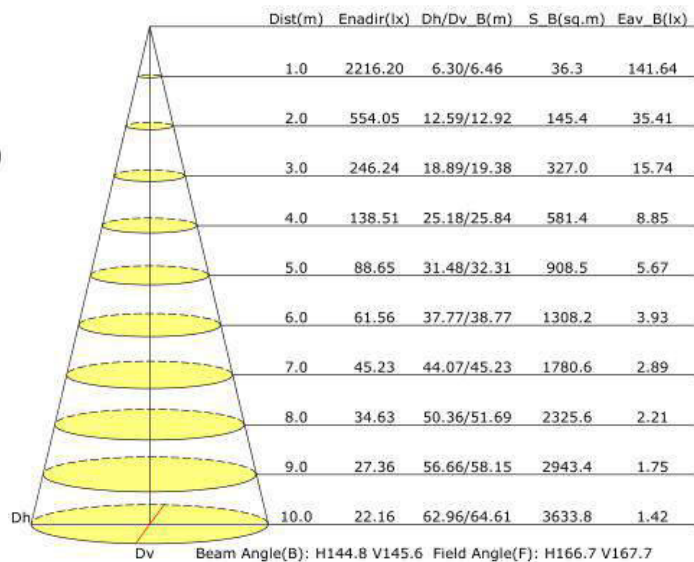 Dist(m) Enadir(lx) Dh/Dv_B(m) S_B(sq.m) Eav_B(lx)
1.0 2216.20 6.30/6.46 36.3 141.64
2.0 554.05 12.59/12.92 145.4 35.41
3.0 246.24 18.89/19.38 327.0 15.74
4.0 138.51 25.18/25.84 581.4 8.85
5.0 88.65 31.48/32.31 908.5 5.67
6.0 61.56 37.77/38.77 1308.2 3.93
7.0 45.23 44.07/45.23 1780.6 2.89
8.0 34.63 50.36/51.69 2325.6 2.21
9.0 27.36 56.66/58.15 2943.4 1.75
Dh 10.0 22.16 62.96/64.61 3633.8 1.42
Dv Beam Angle(B): H144.8 V145.6 Field Angle(F): H166.7 V167.7